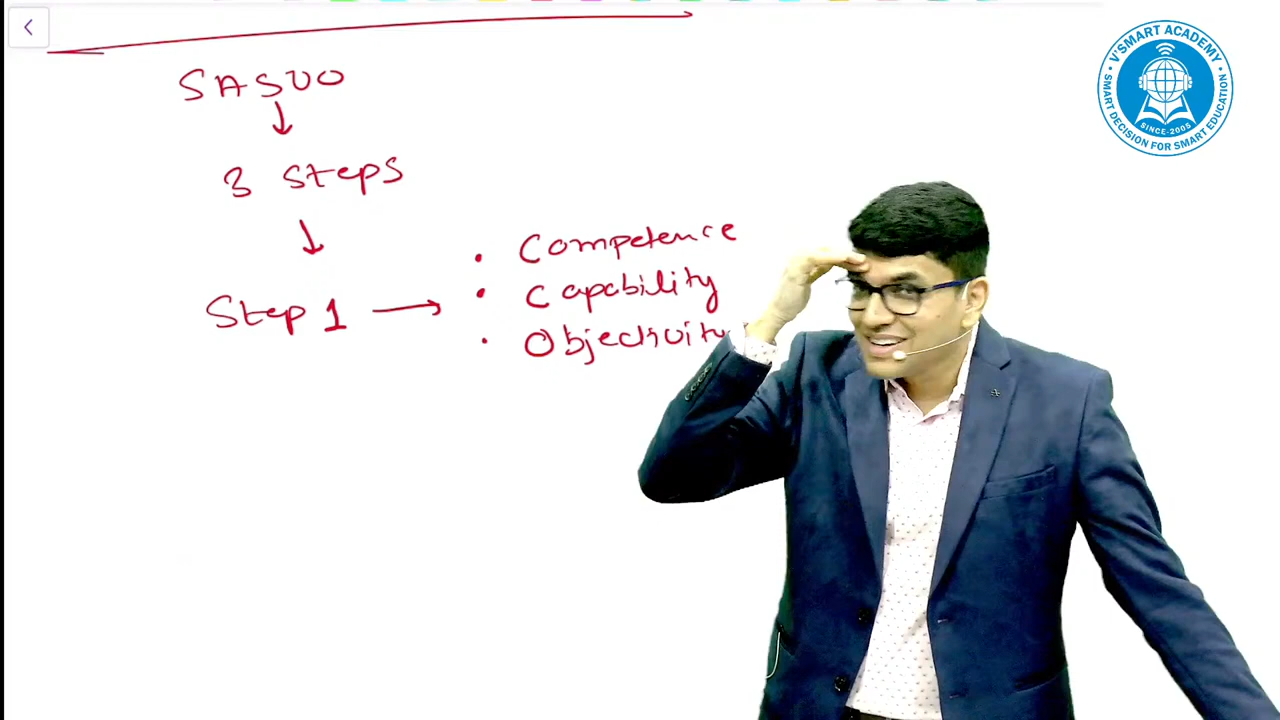 SASUO
3 Steps
Step 1
• Competence
• Capability
• Objectivity
V'SMART ACADEMY
SINCE-2005
SMART DECISION FOR SMART EDUCATION